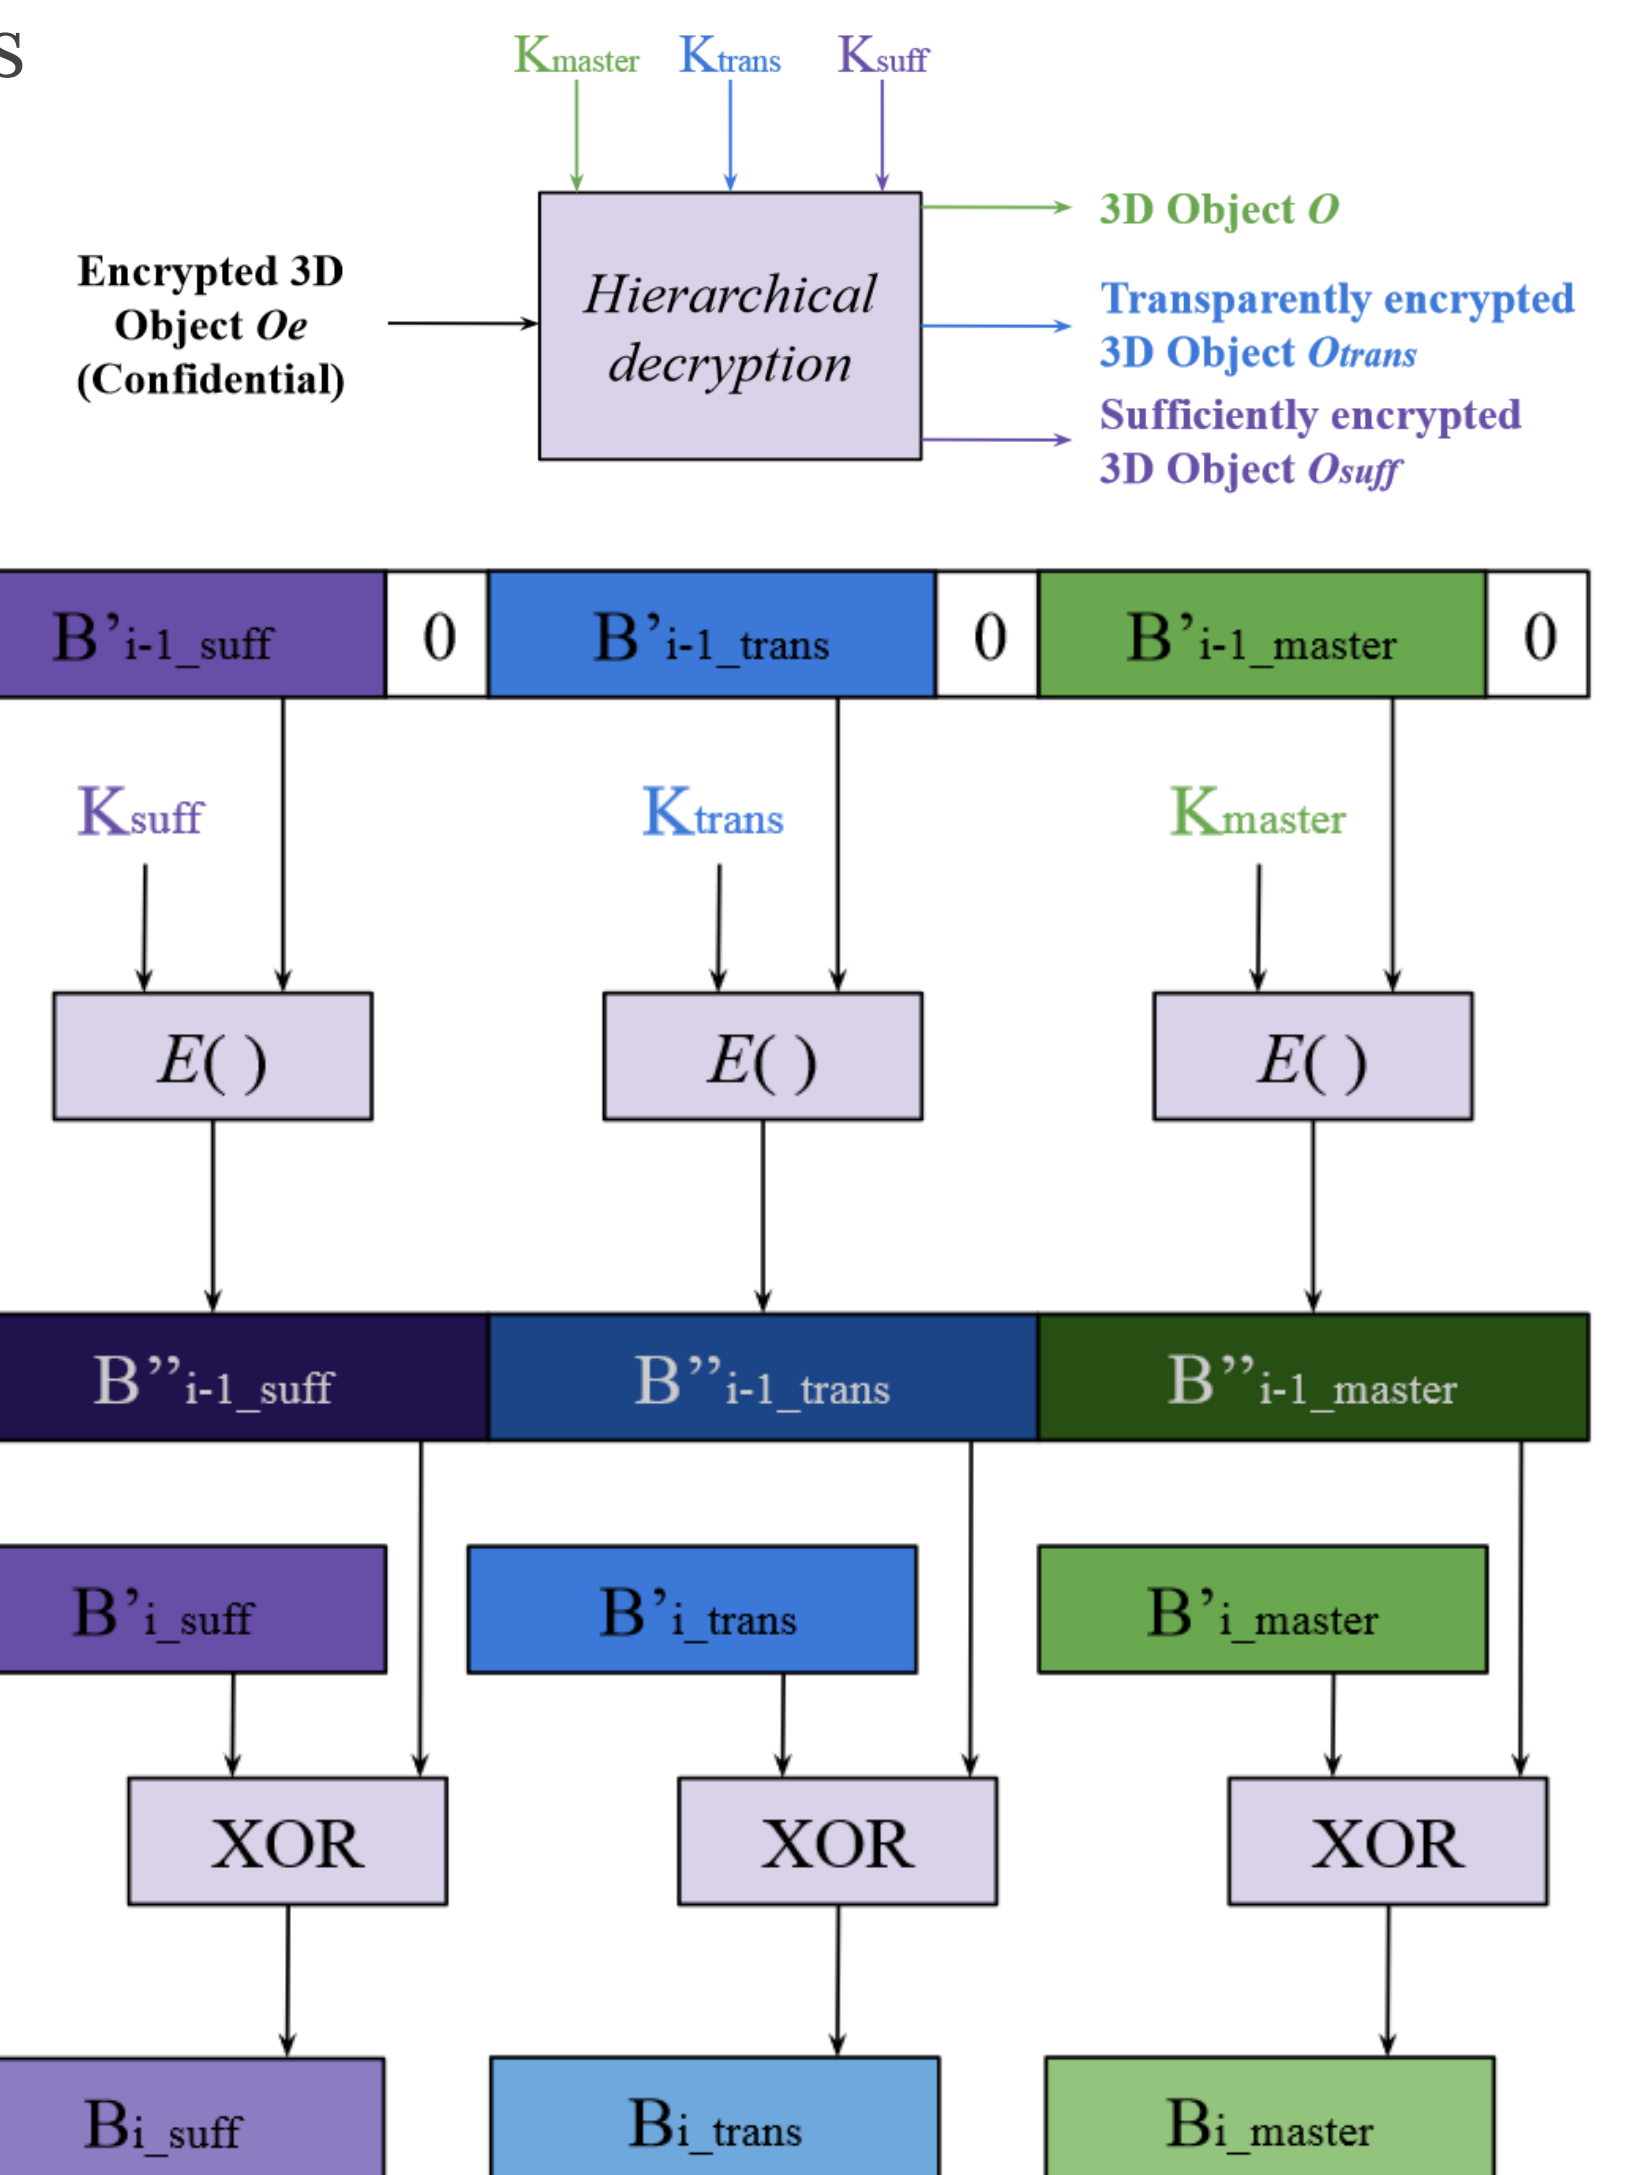 s
Kmaster Ktrans Ksuff
Encrypted 3D
Object Oe
(Confidential)
Hierarchical
decryption
3D Object O
Transparently encrypted
3D Object Otrans
Sufficiently encrypted
3D Object Osuff
B’i-1_suff 0 B’i-1_trans 0 B’i-1_master 0
Ksuff Ktrans Kmaster
E( ) E( ) E( )
B’’i-1_suff B’’i-1_trans B’’i-1_master
B’i_suff B’i_trans B’i_master
XOR XOR XOR
Bi_suff Bi_trans Bi_master